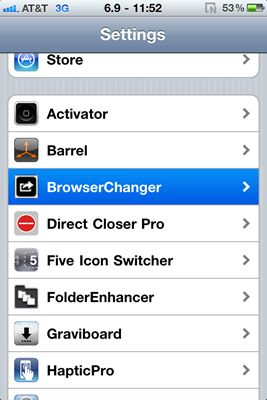 AT&T 3G 6.9 - 11:52 N 53%
Settings
Store
Activator
Barrel
BrowserChanger
Direct Closer Pro
5
Five Icon Switcher
FolderEnhancer
Graviboard
HapticPro